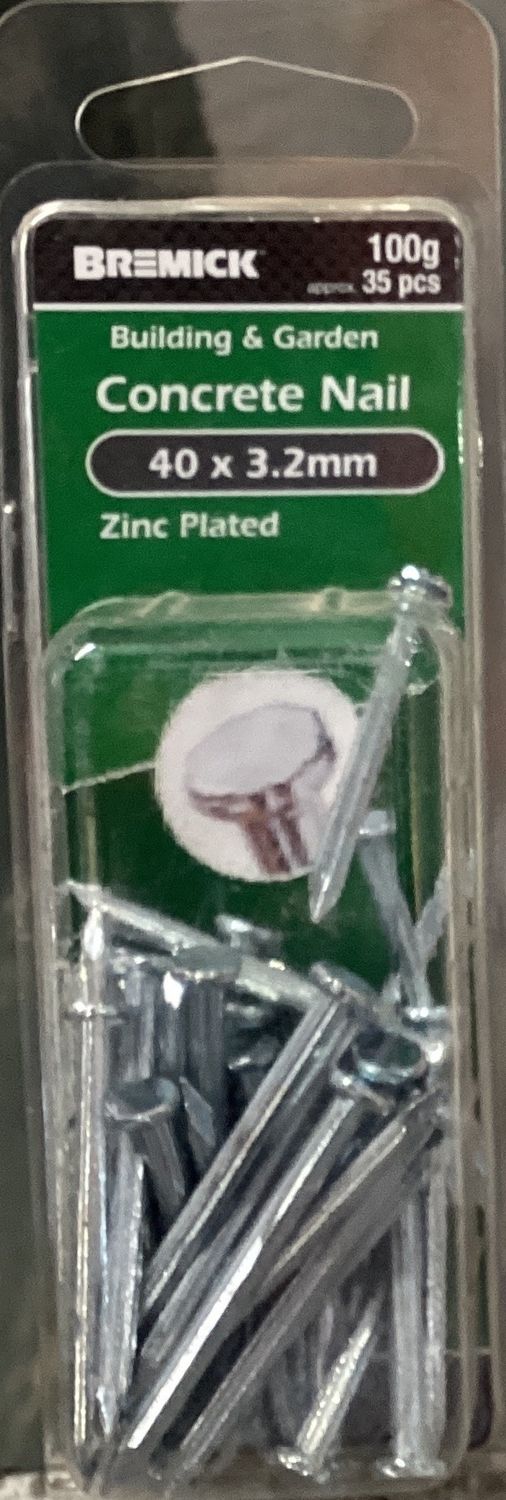 BREMICK
100g
approx. 35 pcs
Building & Garden
Concrete Nail
40 x 3.2mm
Zinc Plated